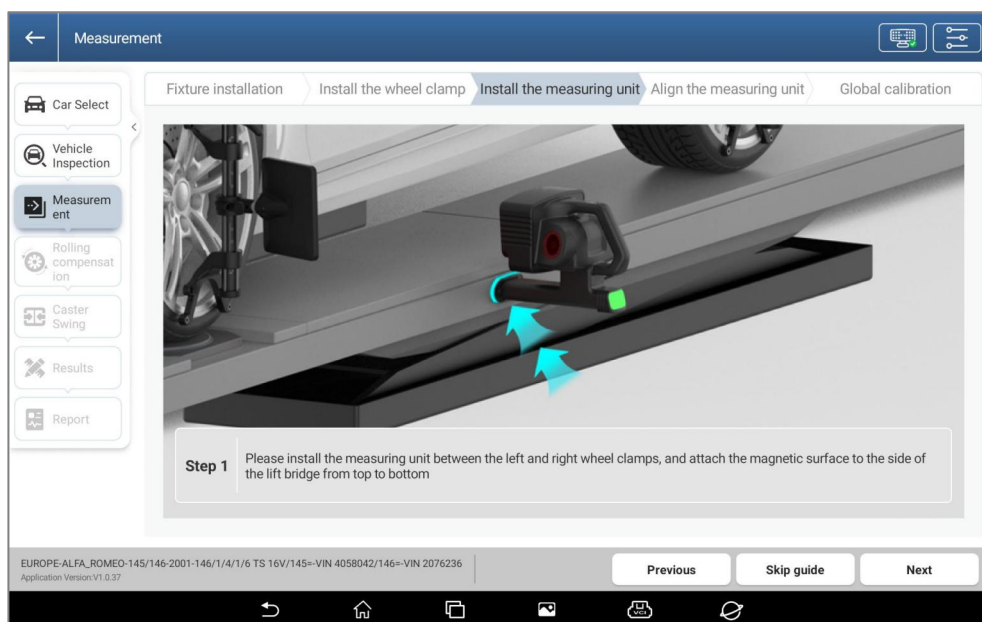 Measurement
Fixture installation
Install the wheel clamp
Install the measuring unit
Align the measuring unit
Global calibration
Car Select
Vehicle
Inspection
Measurem
ent
Rolling
compensat
ion
Caster
Swing
Results
Report
Step 1
Please install the measuring unit between the left and right wheel clamps, and attach the magnetic surface to the side of
the lift bridge from top to bottom
EUROPE-ALFA_ROMEO-145/146-2001-146/1/4/1/6 TS 16V/145=-VIN 4058042/146=-VIN 2076236
Application Version:V1.0.37
Previous
Skip guide
Next
VCI